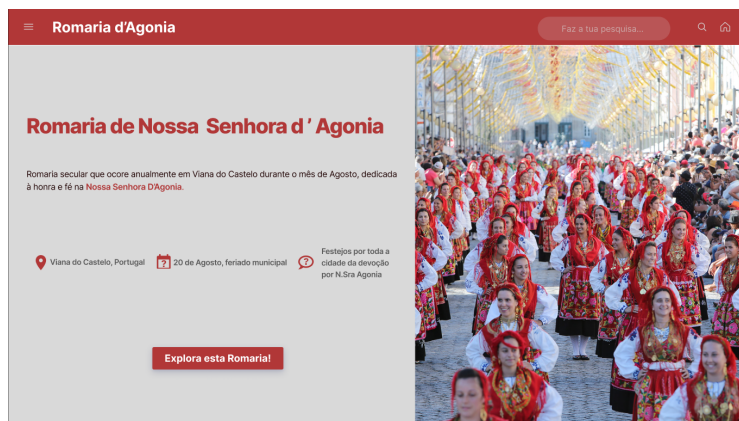 Romaria d'Agonia
Faz a tua pesquisa...
Romaria de Nossa  Senhora d ' Agonia
Romaria secular que ocore anualmente em Viana do Castelo durante o mês de Agosto, dedicada
à honra e fé na Nossa Senhora D'Agonia.
Viana do Castelo, Portugal
?
20 de Agosto, feriado municipal
?
Festejos por toda a
cidade da devoção
por N.Sra Agonia
Explora esta Romaria!